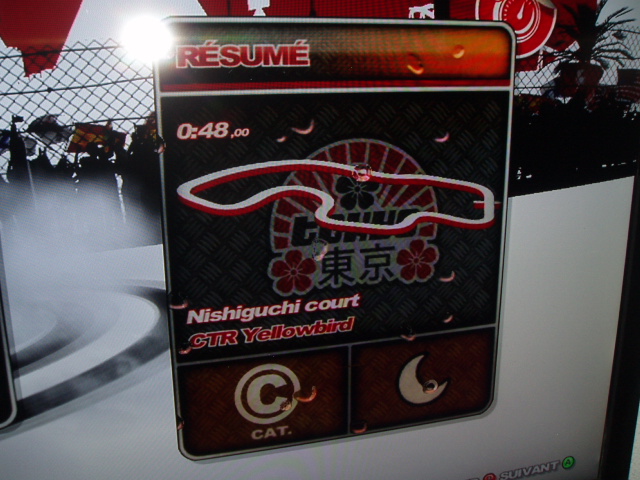 RÉSUMÉ
0:48,00
東京
Nishiguchi court
CTR Yellowbird
C
CAT.
SUIVANT A